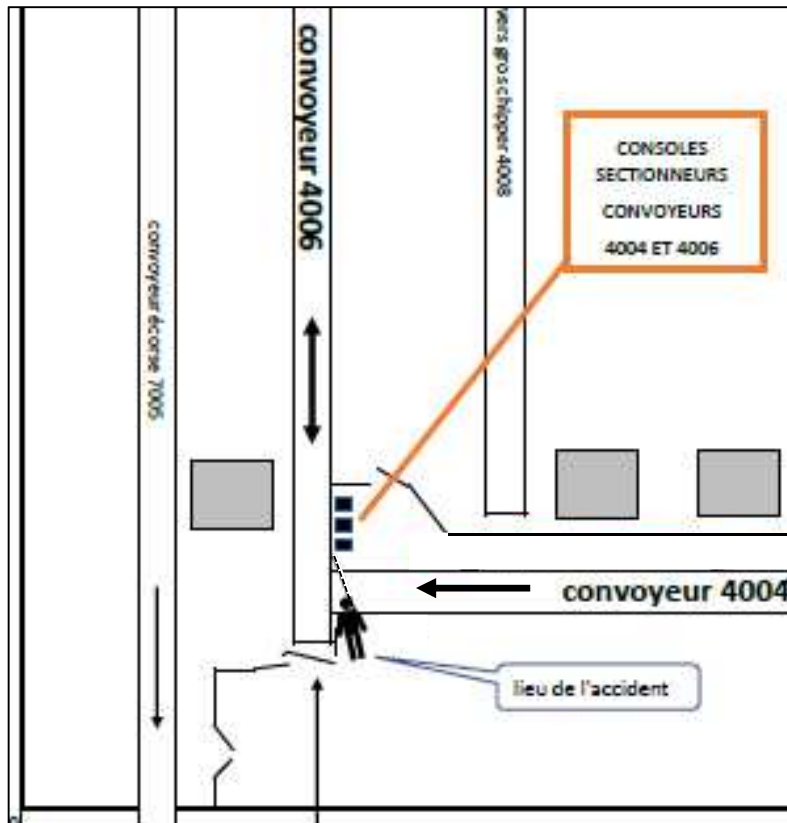 convoyeur 4006
vers gros chipper 4008
CONSOLES
SECTIONNEURS
CONVOYEURS
4004 ET 4006
convoyeur écorse 7005
convoyeur 4004
lieu de l'accident